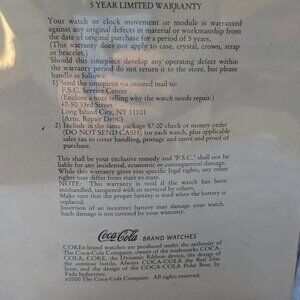 5 YEAR LIMITED WARRANTY
Your watch or clock movement or module is warranted
against any original defects in material or workmanship from
the date of original purchase for a period of 5 years.
(This warranty does not apply to case, crystal, crown, strap
or bracelet.)
Should this timepiece develop any operating defect within
the warranty period do not return it to the store, but please
handle as follows:
1) Send the timepiece via insured mail to:
F.S.C. Service Center
(Enclose a note telling why the watch needs repair.)
47-50 33rd Street
Long Island City, NY 11101
(Attn. Repair Dept.)
2) Include in the same package $7.00 check or money order
(DO NOT SEND CASH) for each watch, plus applicable
sales tax to cover handling, postage and costs and proof of
purchase.
This shall be your exclusive remedy and "F.S.C." shall not be
liable for any incidental, economic or consequential damage.
While this warranty gives you specific legal rights, any other
rights may differ from state to state.
NOTE: This warranty is void if the watch has been
mishandled, tampered with or serviced by others.
Make sure that the proper battery is used when the battery is
replaced.
Insertion of an incorrect battery may damage your watch.
Such damage is not covered by your warranty.
Coca-Cola BRAND WATCHES
COKE® brand watches are produced under the authority of
The Coca-Cola Company, owner of the trademarks COCA-
COLA, COKE, the Dynamic Ribbon device, the design of
the contour bottle, Always COCA-COLA the Red Disc
Icon, and the design of the COCA-COLA Polar Bear, by
Fada Industries.
©2000 The Coca-Cola Company. All rights reserved.